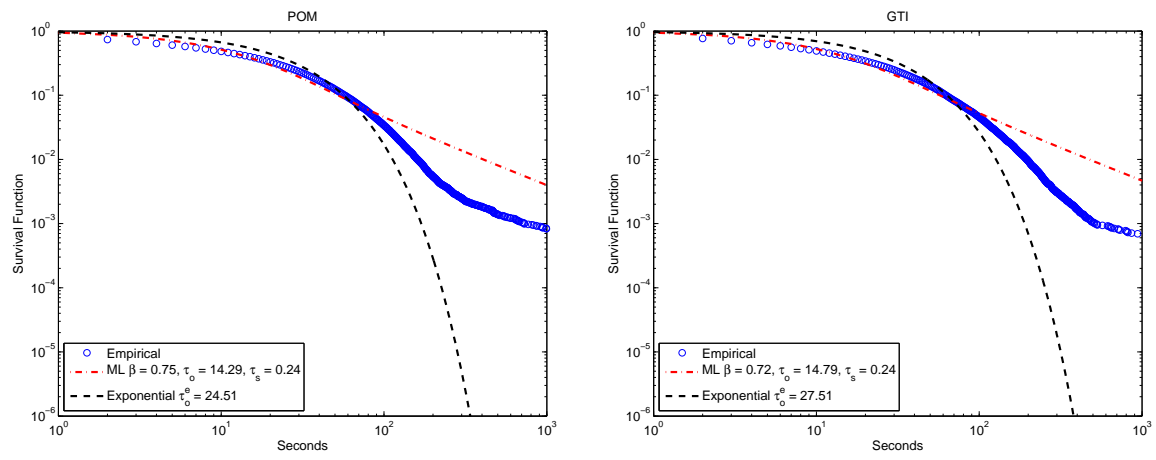 POM
10^0
10^-1
10^-2
10^-3
10^-4
10^-5
10^-6
Survival Function
Empirical
ML β = 0.75, τ_o = 14.29, τ_s = 0.24
Exponential τ_o^e = 24.51
10^0
10^1
10^2
10^3
Seconds
GTI
10^0
10^-1
10^-2
10^-3
10^-4
10^-5
10^-6
Survival Function
Empirical
ML β = 0.72, τ_o = 14.79, τ_s = 0.24
Exponential τ_o^e = 27.51
10^0
10^1
10^2
10^3
Seconds